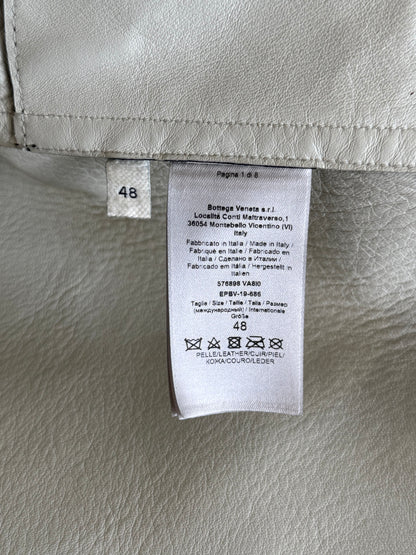 48
Pagina 1 di 8
Bottega Veneta s.r.l.
Località Conti Maltraverso,1
36054 Montebello Vicentino (VI)
Italy
Fabbricato in Italia / Made in Italy /
Fabriqué en Italie / Fabricado en
Italia / Сделано в Италии /
Fabricado em Itália / Hergestellt in
Italien
576896 VA8I0
EPBV-19-686
Taglia / Size / Taille / Talla / Размер
(международный) / Internationale
Größe
48
PELLE/LEATHER/CUIR/PIEL/
КОЖА/COURO/LEDER